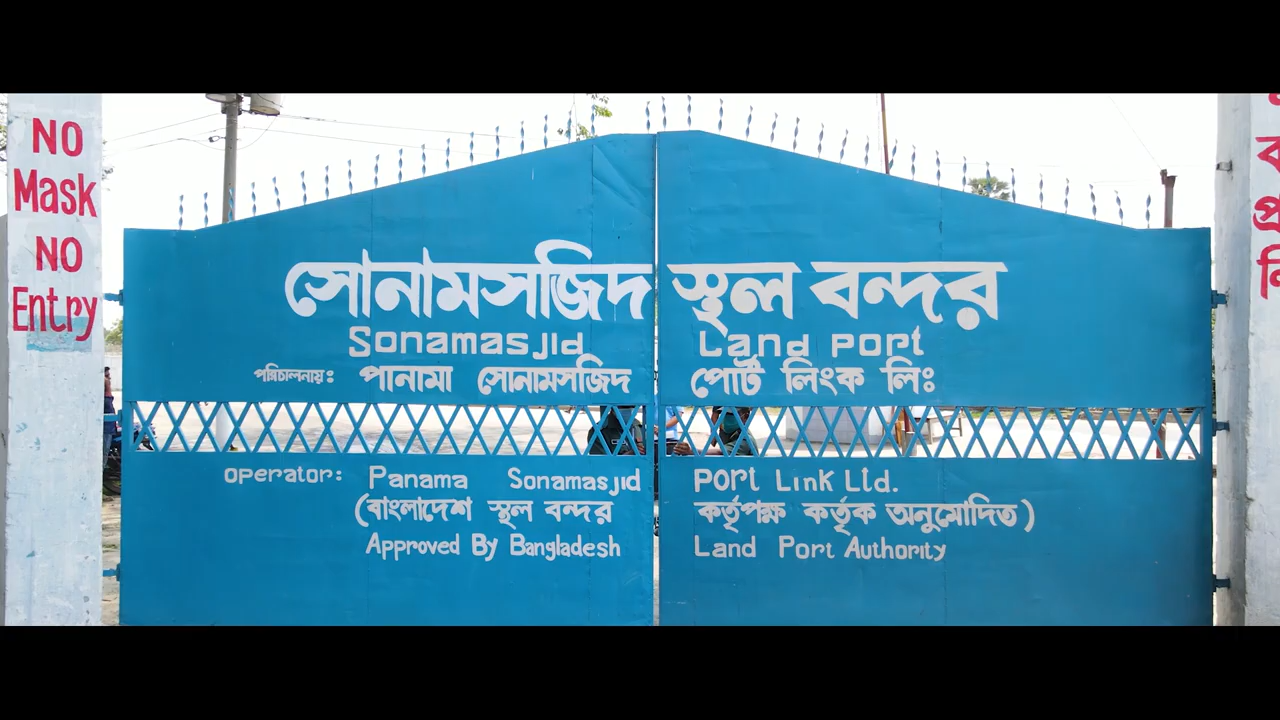 NO
Mask
NO
Entry
সোনামসজিদ স্থল বন্দর
Sonamasjid Land Port
পরিচালনায়ঃ পানামা সোনামসজিদ পোর্ট লিংক লিঃ
Operator: Panama Sonamasjid Port Link Ltd.
(বাংলাদেশ স্থল বন্দর কর্তৃপক্ষ কর্তৃক অনুমোদিত)
Approved By Bangladesh Land Port Authority